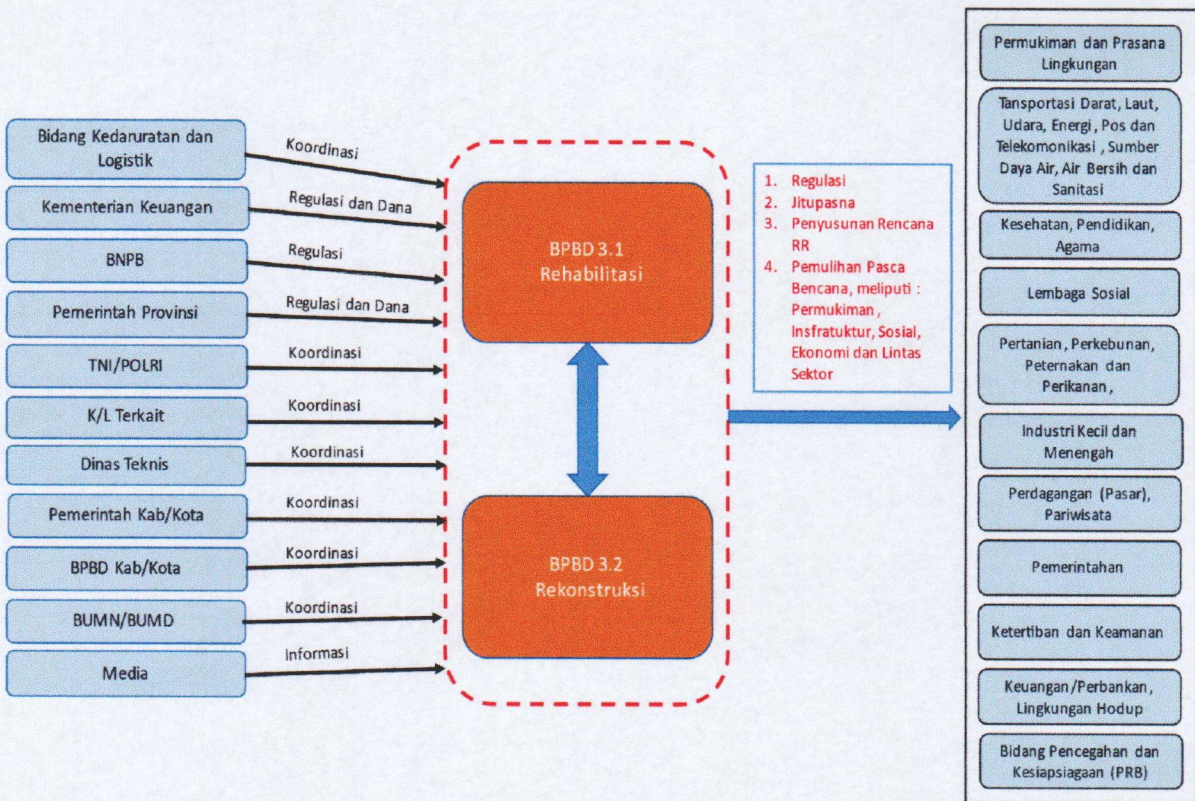 Bidang Kedaruratan dan
Logistik
Kementerian Keuangan
BNPB
Pemerintah Provinsi
TNI/POLRI
K/L Terkait
Dinas Teknis
Pemerintah Kab/Kota
BPBD Kab/Kota
BUMN/BUMD
Media
Koordinasi
Regulasi dan Dana
Regulasi
Regulasi dan Dana
Koordinasi
Koordinasi
Koordinasi
Koordinasi
Koordinasi
Koordinasi
Informasi
BPBD 3.1
Rehabilitasi
BPBD 3.2
Rekonstruksi
1. Regulasi
2. Jitupasna
3. Penyusunan Rencana
RR
4. Pemulihan Pasca
Bencana, meliputi :
Permukiman ,
Insfratuktur, Sosial,
Ekonomi dan Lintas
Sektor
Permukiman dan Prasana
Lingkungan
Tansportasi Darat, Laut,
Udara, Energi , Pos dan
Telekomonikasi , Sumber
Daya Air, Air Bersih dan
Sanitasi
Kesehatan, Pendidikan,
Agama
Lembaga Sosial
Pertanian , Perkebunan,
Peternakan dan
Perikanan ,
Industri Kecil dan
Menengah
Perdagangan (Pasar),
Pariwisata
Pemerintahan
Ketertiban dan Keamanan
Keuangan/Perbankan,
Lingkungan Hodup
Bidang Pencegahan dan
Kesiapsiagaan (PRB)